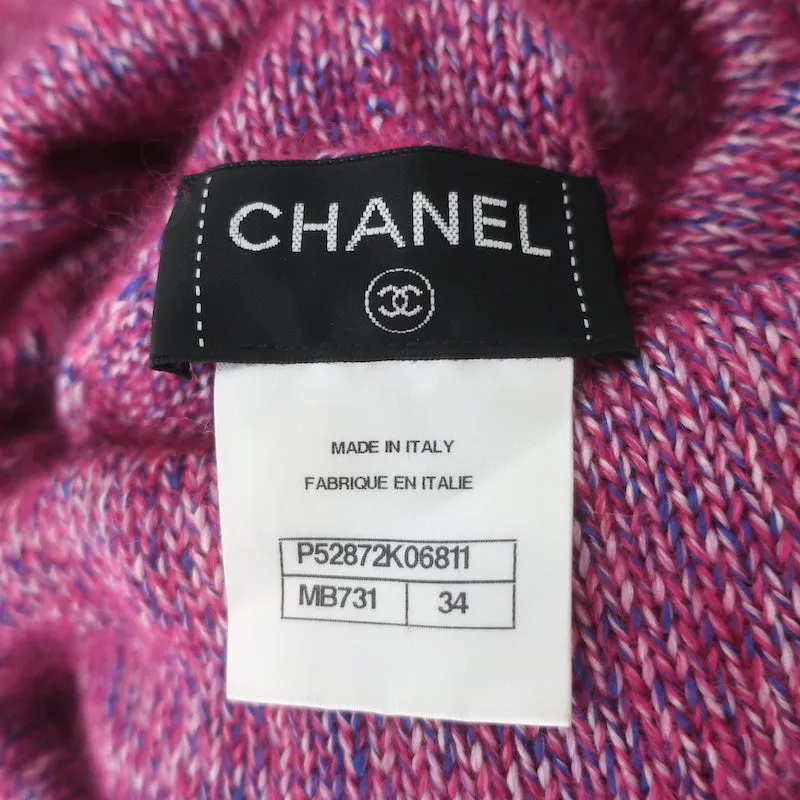 CHANEL
MADE IN ITALY
FABRIQUE EN ITALIE
P52872K06811
MB731 34